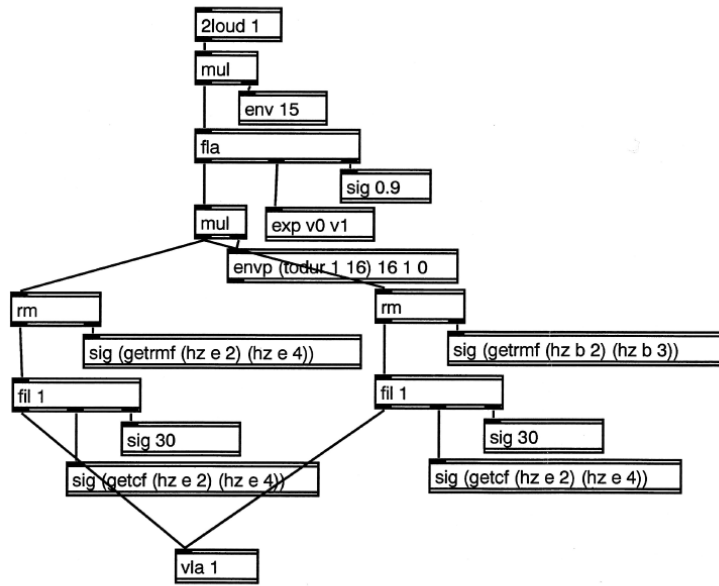 2loud 1
mul
env 15
fla
sig 0.9
mul
exp v0 v1
envp (todur 1 16) 16 1 0
rm
rm
sig (getrmf (hz e 2) (hz e 4))
sig (getrmf (hz b 2) (hz b 3))
fil 1
fil 1
sig 30
sig 30
sig (getcf (hz e 2) (hz e 4))
sig (getcf (hz e 2) (hz e 4))
vla 1